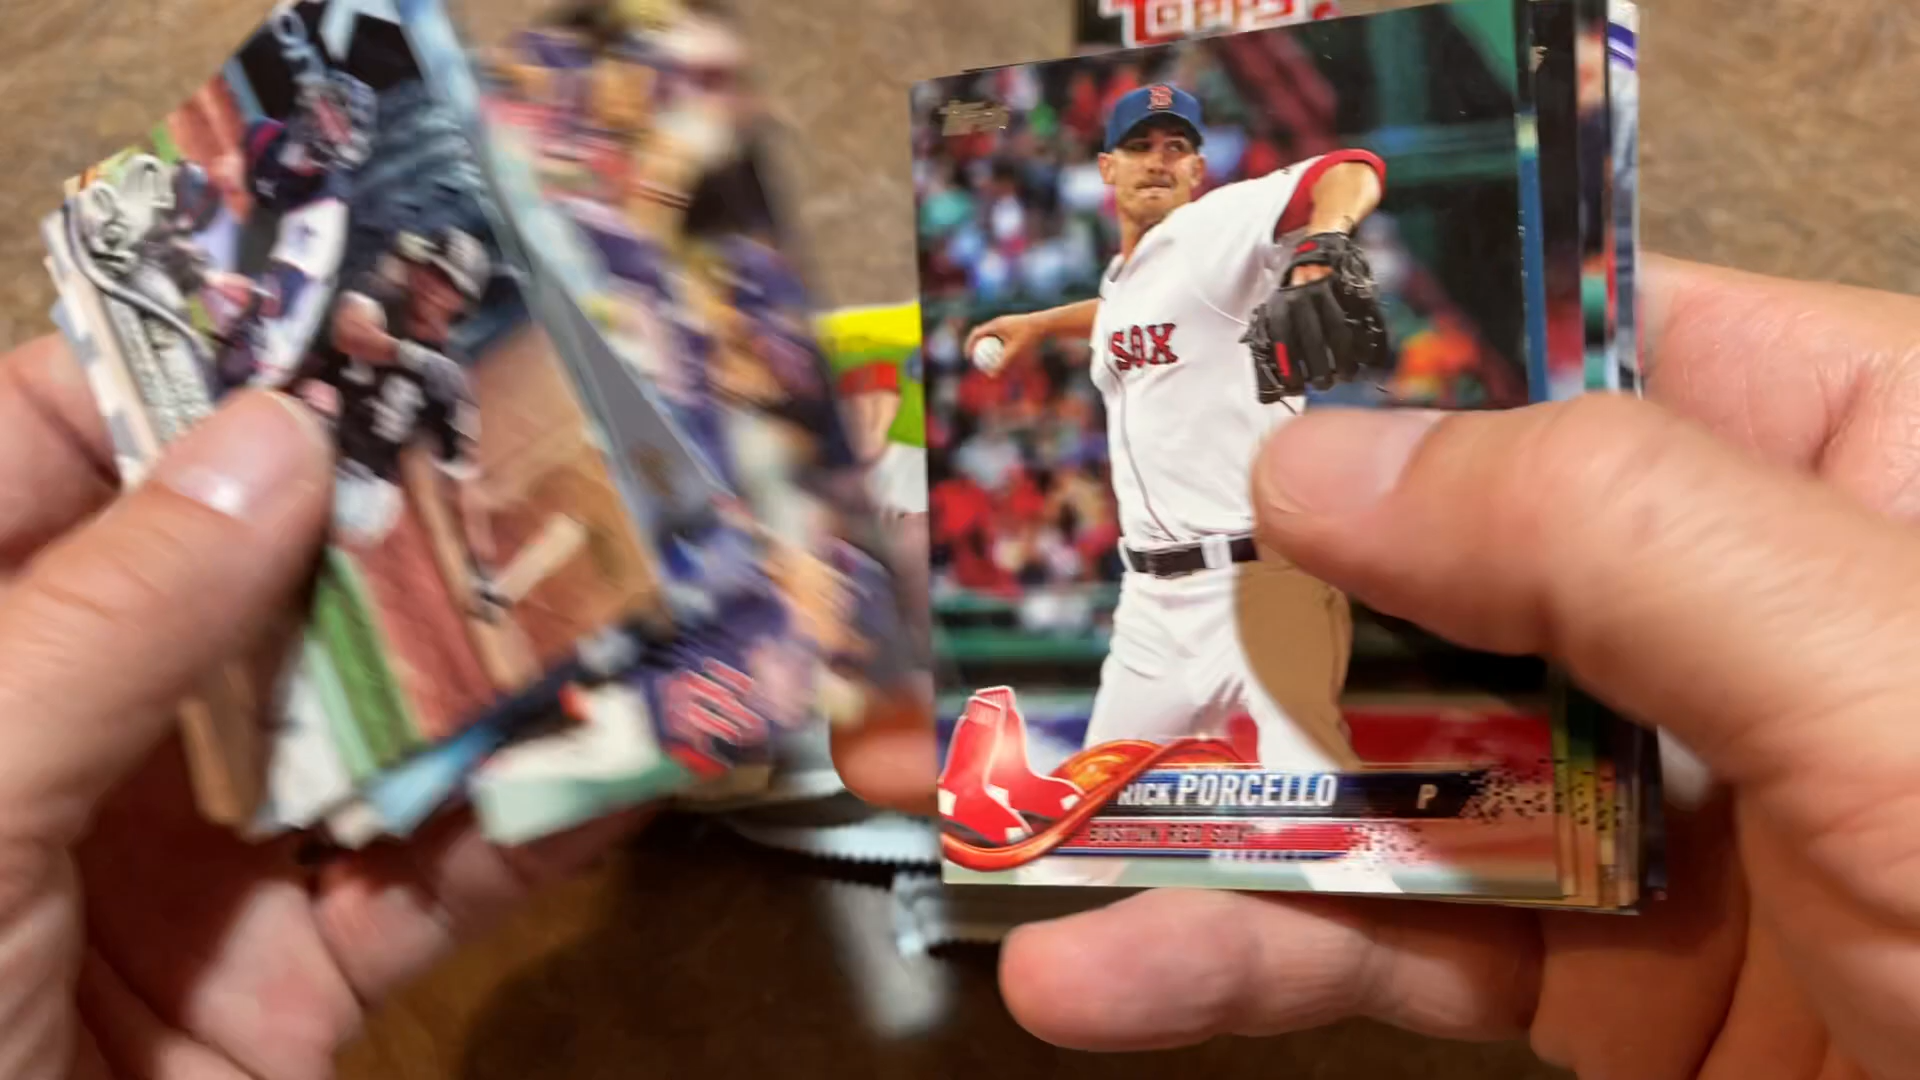 Topps
Topps
B
SOX
RICK PORCELLO P
BOSTON RED SOX